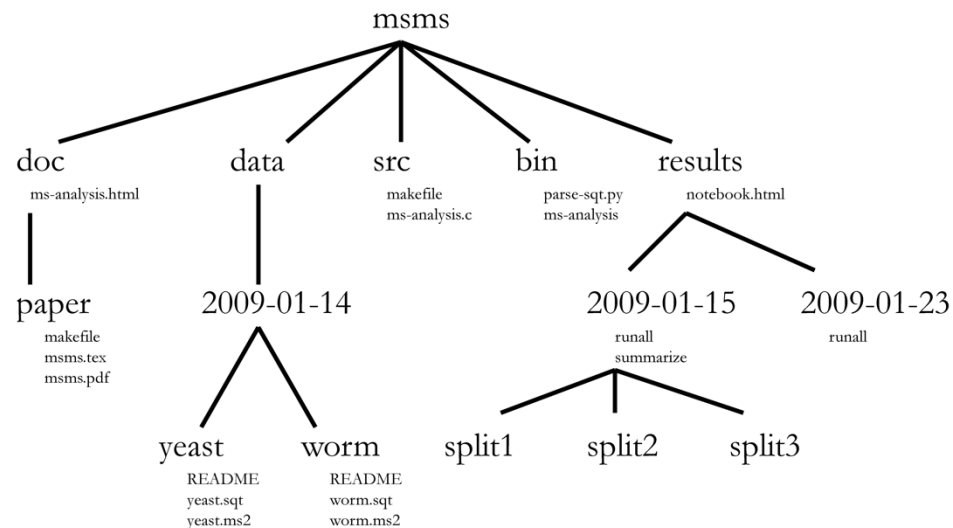 msms
doc
data
src
bin
results
ms-analysis.html
makefile
ms-analysis.c
parse-sqt.py
ms-analysis
notebook.html
paper
makefile
msms.tex
msms.pdf
2009-01-14
2009-01-15
runall
summarize
2009-01-23
runall
yeast
README
yeast.sqt
yeast.ms2
worm
README
worm.sqt
worm.ms2
split1
split2
split3